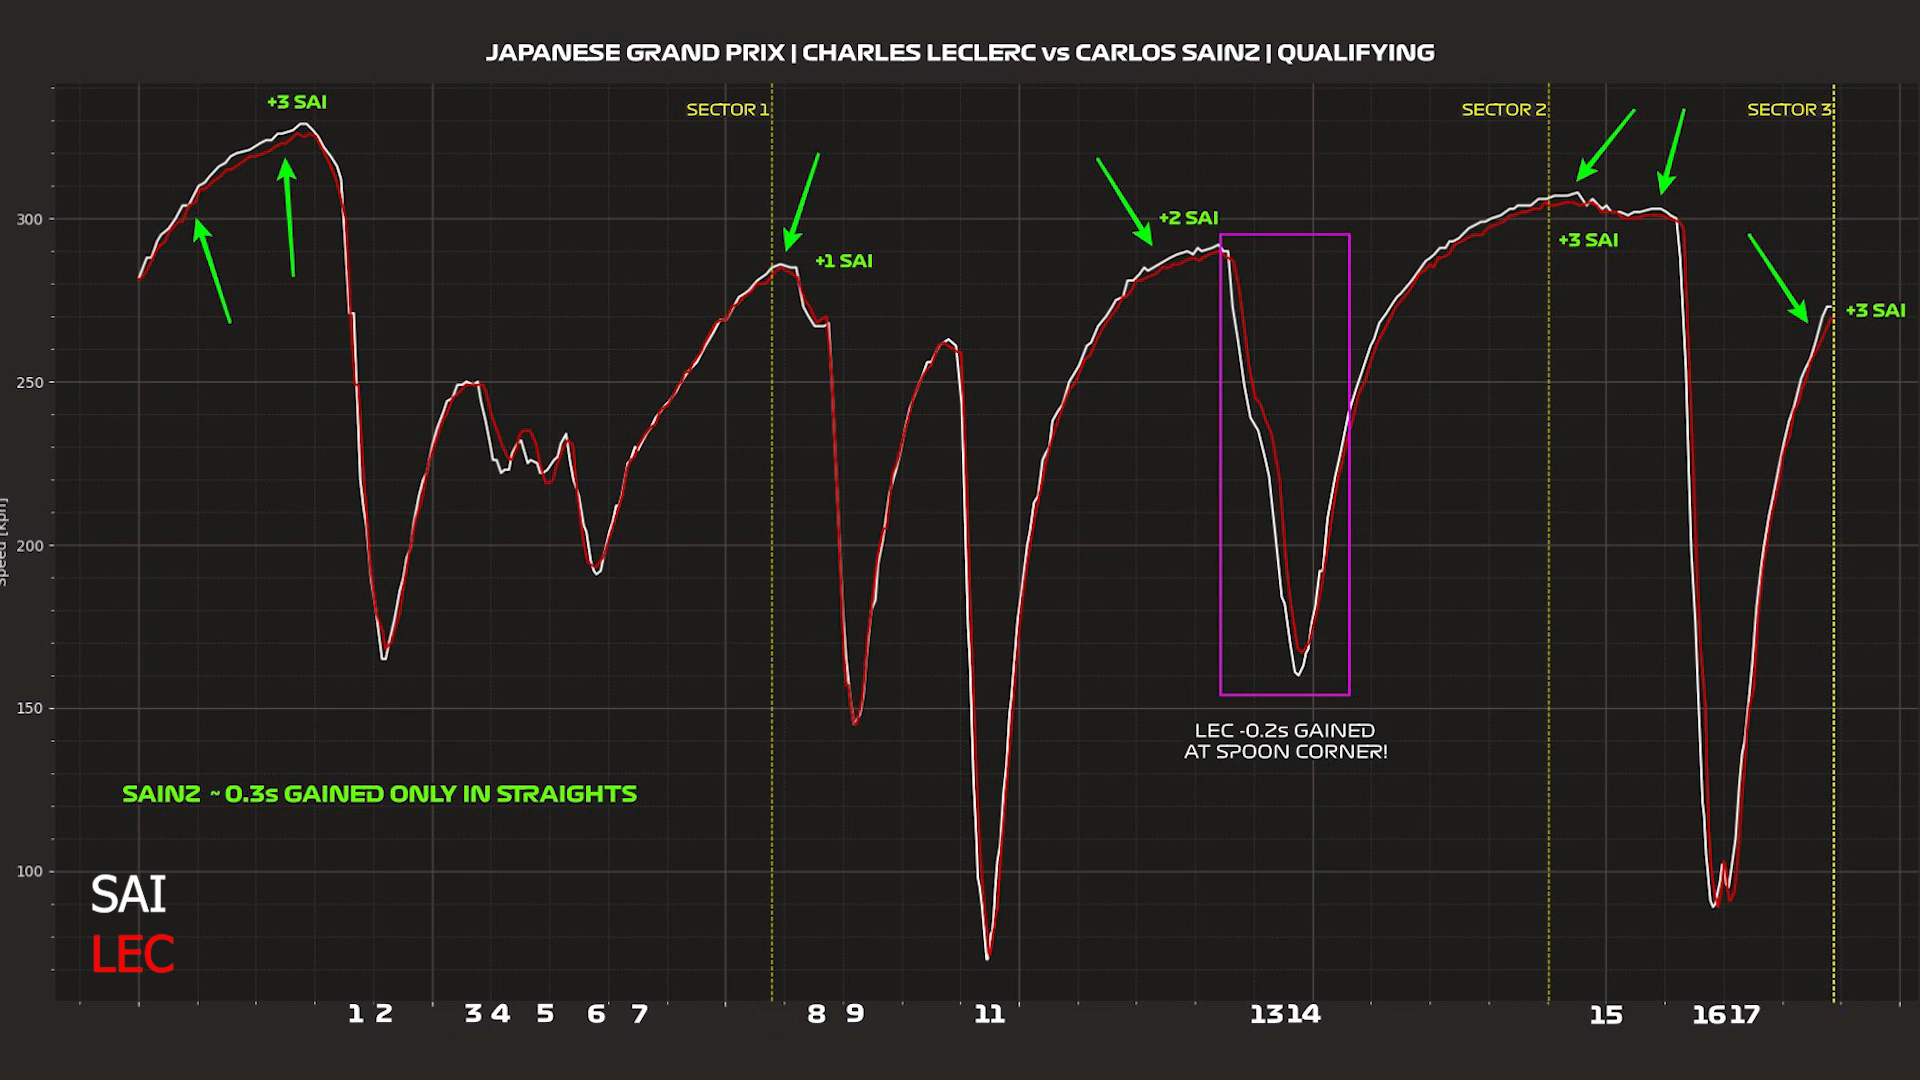 JAPANESE GRAND PRIX | CHARLES LECLERC vs CARLOS SAINZ | QUALIFYING
+3 SAI
SECTOR 1
SECTOR 2
SECTOR 3
+1 SAI
+2 SAI
+3 SAI
+3 SAI
300
250
200
150
100
Speed [kph]
LEC -0.2s GAINED
AT SPOON CORNER!
SAINZ ~ 0.3s GAINED ONLY IN STRAIGHTS
SAI
LEC
1 2 3 4 5 6 7 8 9 11 13 14 15 16 17